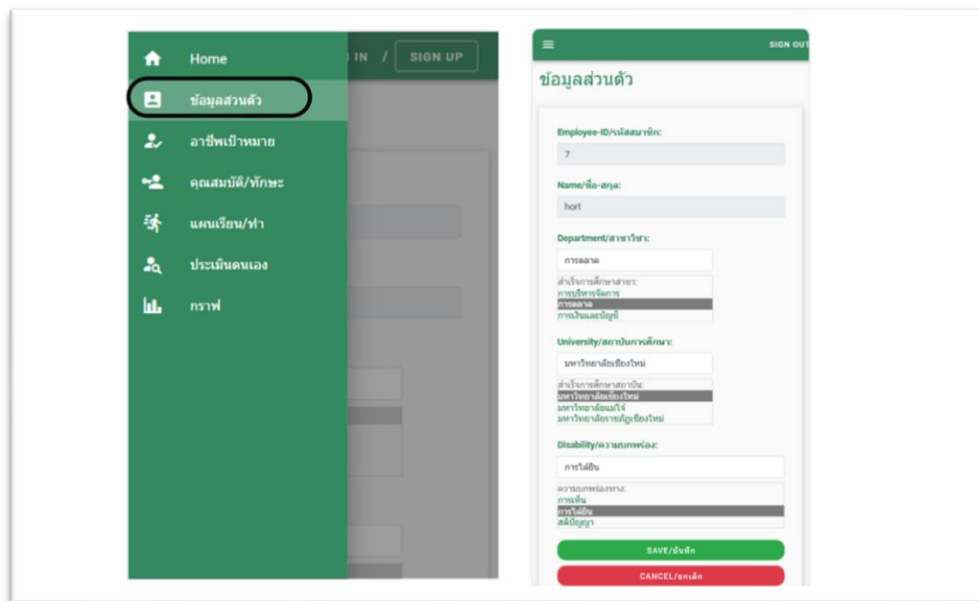 Home
IN / SIGN UP
ข้อมูลส่วนตัว
อาชีพเป้าหมาย
คุณสมบัติ/ทักษะ
แผนเรียน/ทำ
ประเมินตนเอง
กราฟ
SIGN OUT
ข้อมูลส่วนตัว
Employee-ID/รหัสสมาชิก:
7
Name/ชื่อ-สกุล:
hort
Department/สาขาวิชา:
การตลาด
สำเร็จการศึกษาสาขา:
การบริหารจัดการ
การตลาด
การเงินและบัญชี
University/สถาบันการศึกษา:
มหาวิทยาลัยเชียงใหม่
สำเร็จการศึกษาสถาบัน:
มหาวิทยาลัยเชียงใหม่
มหาวิทยาลัยแม่โจ้
มหาวิทยาลัยราชภัฏเชียงใหม่
Disability/ความบกพร่อง:
การได้ยิน
ความบกพร่องทาง:
การเห็น
การได้ยิน
สติปัญญา
SAVE/บันทึก
CANCEL/ยกเลิก